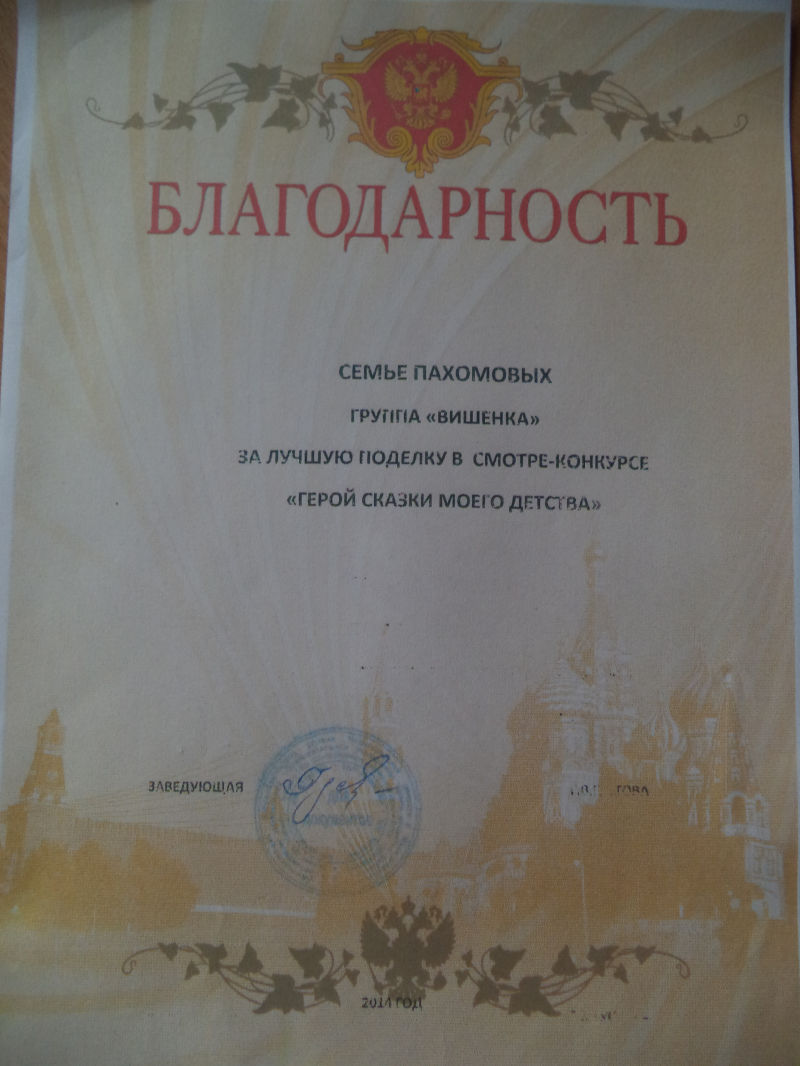 БЛАГОДАРНОСТЬ
СЕМЬЕ ПАХОМОВЫХ
ГРУППА «ВИШЕНКА»
ЗА ЛУЧШУЮ ПОДЕЛКУ В СМОТРЕ-КОНКУРСЕ
«ГЕРОЙ СКАЗКИ МОЕГО ДЕТСТВА»
ЗАВЕДУЮЩАЯ
2014 ГОД